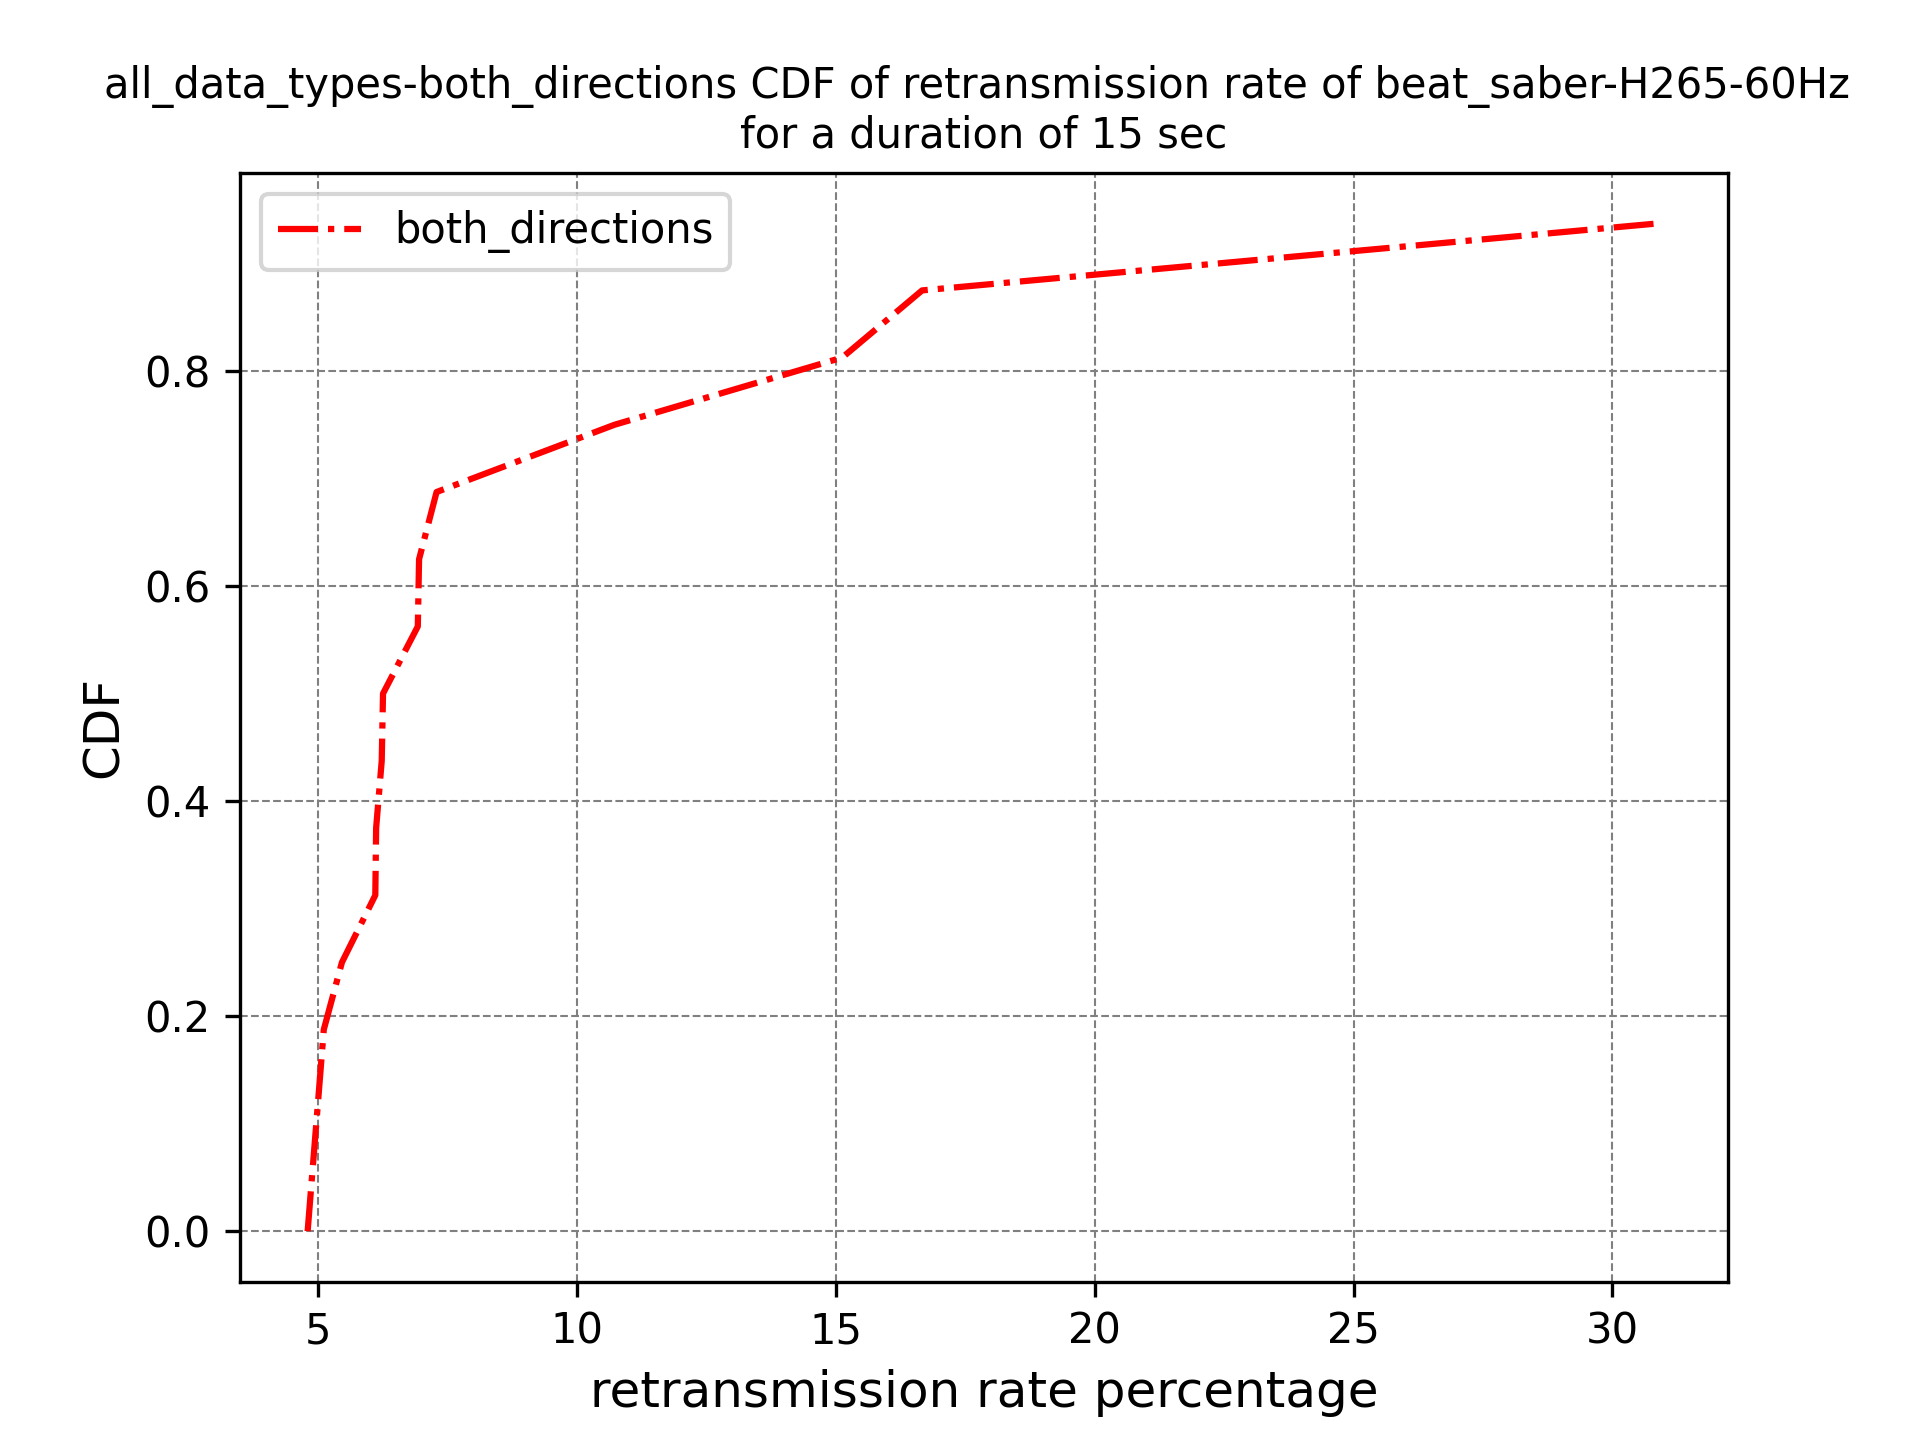 all_data_types-both_directions CDF of retransmission rate of beat_saber-H265-60Hz
for a duration of 15 sec
both_directions
0.8
0.6
0.4
0.2
0.0
CDF
5 10 15 20 25 30
retransmission rate percentage